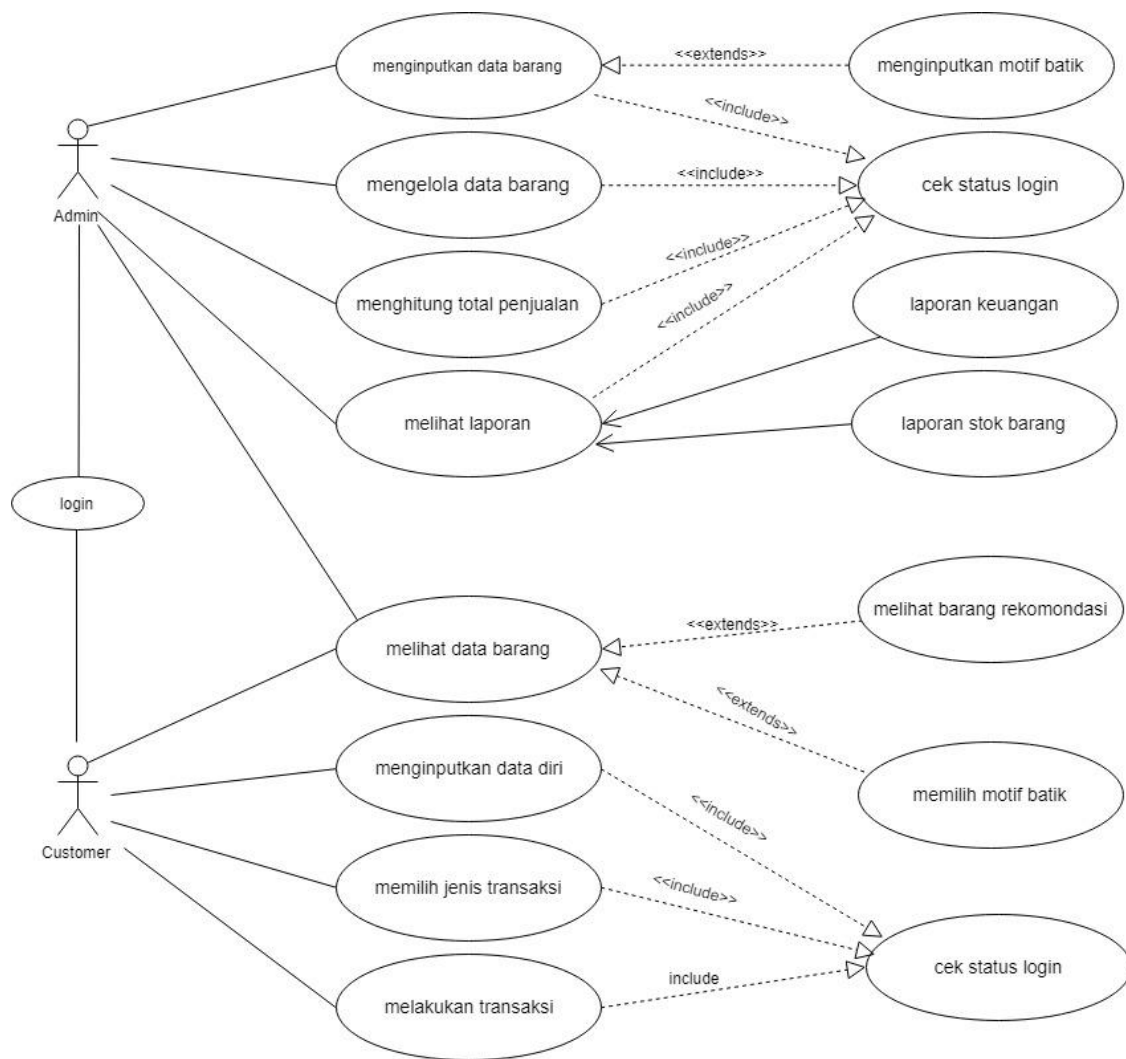 menginputkan data barang
<<extends>>
menginputkan motif batik
<<include>>
Admin
mengelola data barang
<<include>>
cek status login
menghitung total penjualan
<<include>>
laporan keuangan
<<include>>
melihat laporan
laporan stok barang
login
melihat data barang
<<extends>>
melihat barang rekomondasi
<<extends>>
Customer
menginputkan data diri
<<include>>
memilih motif batik
memilih jenis transaksi
<<include>>
cek status login
melakukan transaksi
include